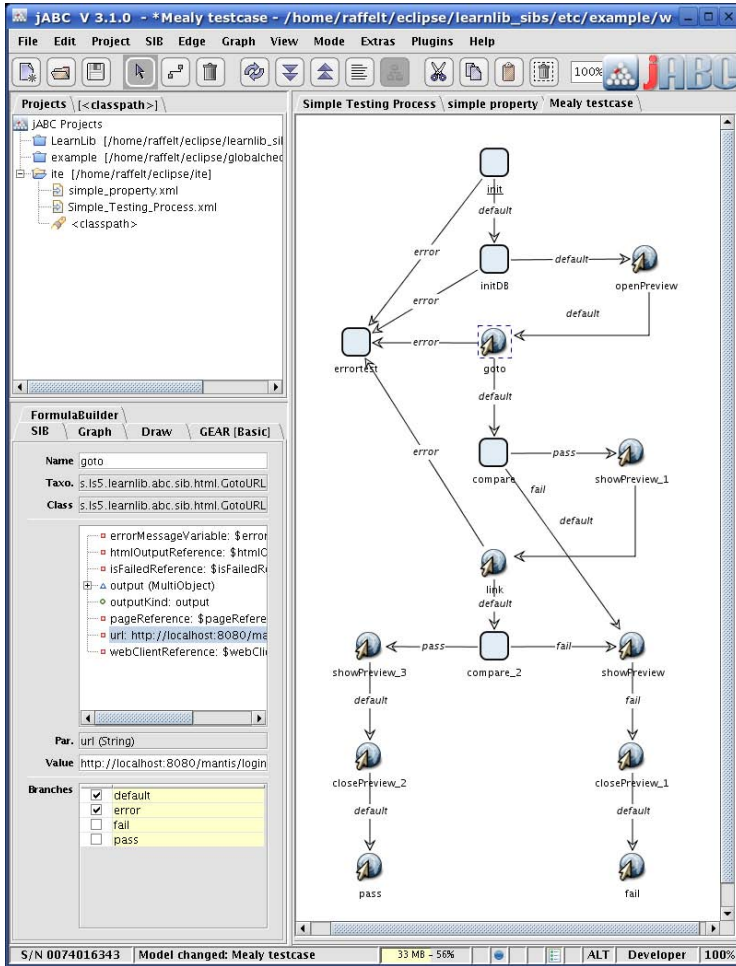 jABC V 3.1.0 - *Mealy testcase - /home/raffelt/eclipse/learnlib_sibs/etc/example/w
File Edit Project SIB Edge Graph View Mode Extras Plugins Help
100%
jABC
Projects [<classpath>]
jABC Projects
LearnLib [/home/raffelt/eclipse/learnlib_sil
example [/home/raffelt/eclipse/globalchec
ite [/home/raffelt/eclipse/ite]
simple_property.xml
Simple_Testing_Process.xml
<classpath>
Simple Testing Process simple property Mealy testcase
init
default
error
initDB
default
openPreview
error
default
errortest
error
goto
default
error
compare
pass
showPreview_1
fail
default
link
default
showPreview_3
pass
compare_2
fail
showPreview
default
fail
closePreview_2
closePreview_1
default
default
pass
fail
FormulaBuilder
SIB Graph Draw GEAR [Basic]
Name goto
Taxo. s.ls5.learnlib.abc.sib.html.GotoURL
Class s.ls5.learnlib.abc.sib.html.GotoURL
errorMessageVariable: $error
htmlOutputReference: $htmlO
isFailedReference: $isFailedRe
output (MultiObject)
outputKind: output
pageReference: $pageRefere
url: http://localhost:8080/ma
webClientReference: $webClie
Par. url (String)
Value http://localhost:8080/mantis/login
Branches
default
error
fail
pass
S/N 0074016343 Model changed: Mealy testcase 33 MB – 56% ALT Developer 100%